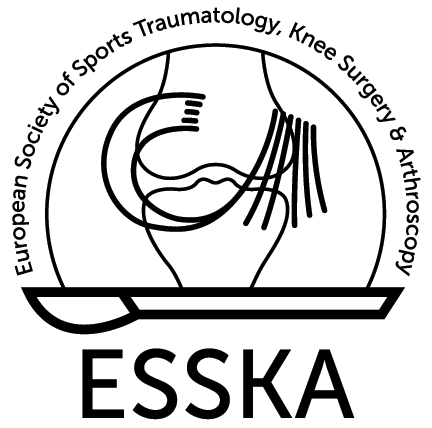 European Society of Sports Traumatology, Knee Surgery & Arthroscopy
ESSKA